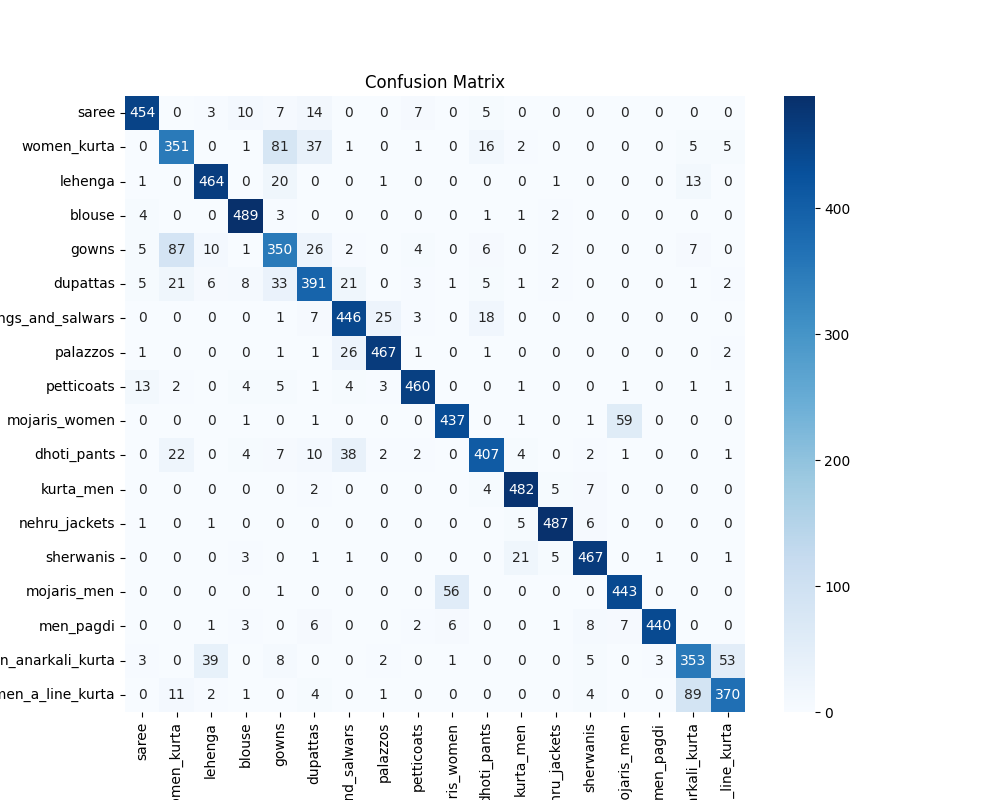 Confusion Matrix
saree 454 0 3 10 7 14 0 0 7 0 5 0 0 0 0 0 0 0
women_kurta 0 351 0 1 81 37 1 0 1 0 16 2 0 0 0 0 5 5
lehenga 1 0 464 0 20 0 0 1 0 0 0 0 1 0 0 0 13 0
blouse 4 0 0 489 3 0 0 0 0 0 1 1 2 0 0 0 0 0
gowns 5 87 10 1 350 26 2 0 4 0 6 0 2 0 0 0 7 0
dupattas 5 21 6 8 33 391 21 0 3 1 5 1 2 0 0 0 1 2
ngs_and_salwars 0 0 0 0 1 7 446 25 3 0 18 0 0 0 0 0 0 0
palazzos 1 0 0 0 1 1 26 467 1 0 1 0 0 0 0 0 0 2
petticoats 13 2 0 4 5 1 4 3 460 0 0 1 0 0 1 0 1 1
mojaris_women 0 0 0 1 0 1 0 0 0 437 0 1 0 1 59 0 0 0
dhoti_pants 0 22 0 4 7 10 38 2 2 0 407 4 0 2 1 0 0 1
kurta_men 0 0 0 0 0 2 0 0 0 0 4 482 5 7 0 0 0 0
nehru_jackets 1 0 1 0 0 0 0 0 0 0 0 5 487 6 0 0 0 0
sherwanis 0 0 0 3 0 1 1 0 0 0 0 21 5 467 0 1 0 1
mojaris_men 0 0 0 0 1 0 0 0 0 56 0 0 0 0 443 0 0 0
men_pagdi 0 0 1 3 0 6 0 0 2 6 0 0 1 8 7 440 0 0
n_anarkali_kurta 3 0 39 0 8 0 0 2 0 1 0 0 0 5 0 3 353 53
men_a_line_kurta 0 11 2 1 0 4 0 1 0 0 0 0 0 4 0 0 89 370
saree
omen_kurta
lehenga
blouse
gowns
dupattas
nd_salwars
palazzos
petticoats
ris_women
dhoti_pants
kurta_men
hru_jackets
sherwanis
ojaris_men
men_pagdi
arkali_kurta
_line_kurta
400
300
200
100
0